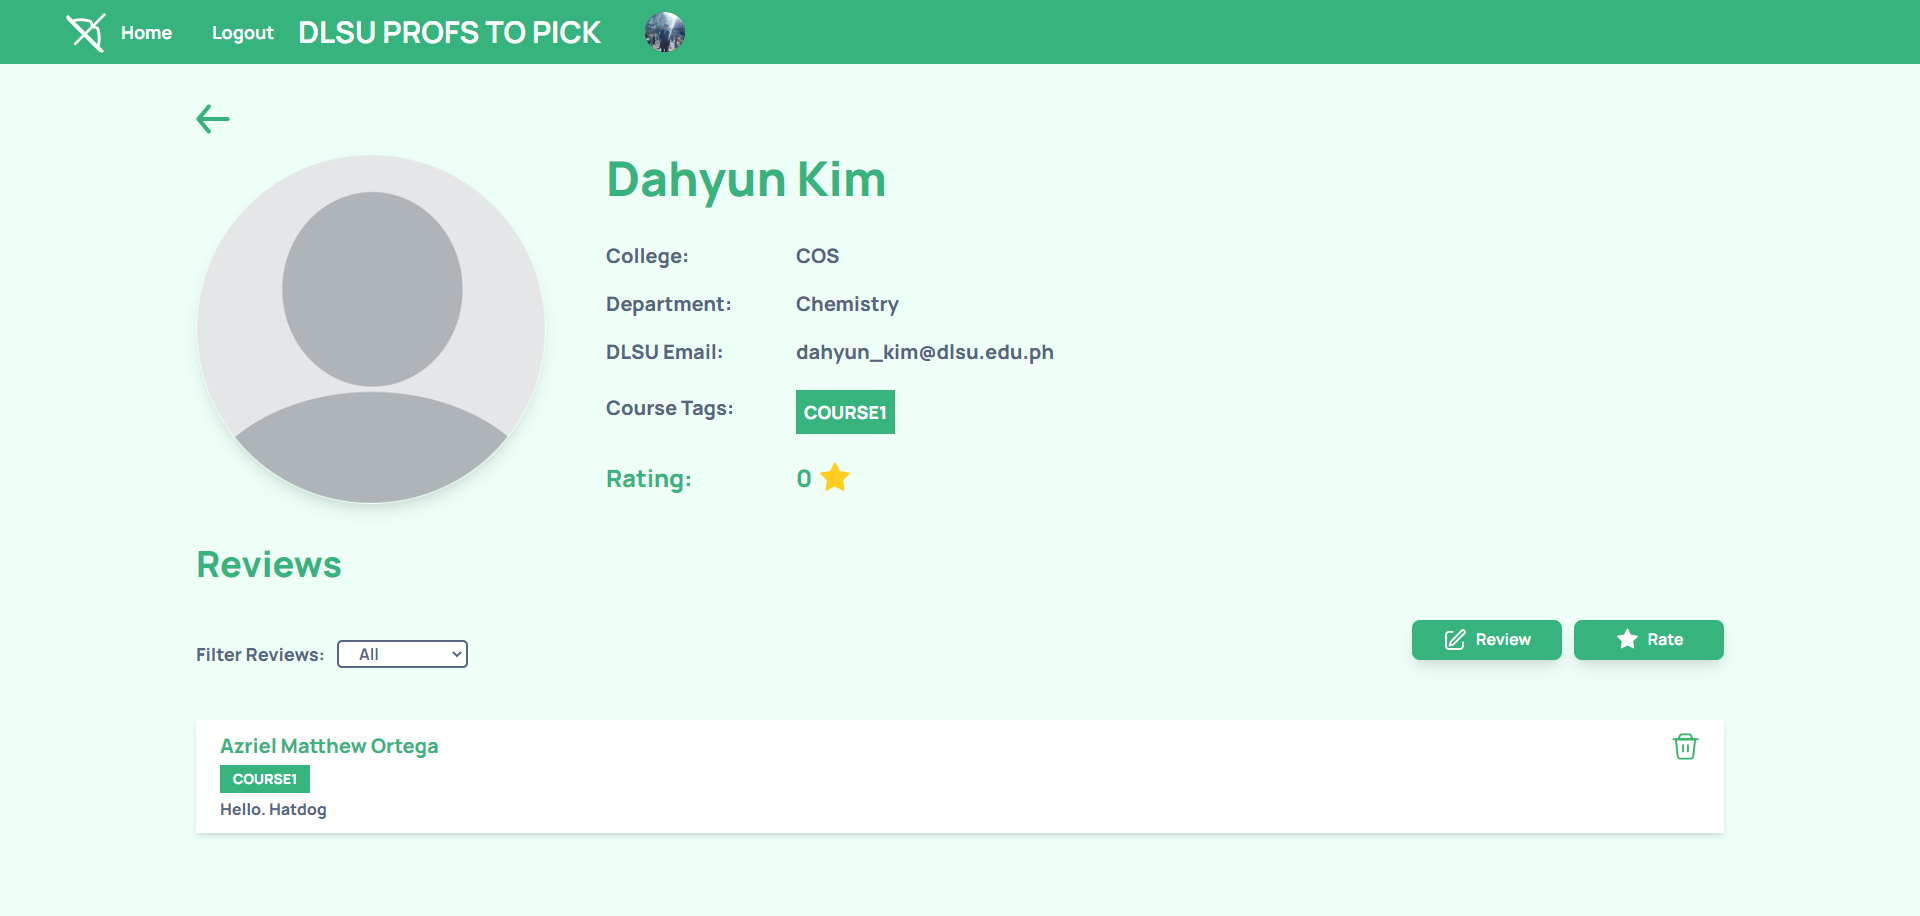 Home Logout DLSU PROFS TO PICK
Dahyun Kim
College: COS
Department: Chemistry
DLSU Email: dahyun_kim@dlsu.edu.ph
Course Tags: COURSE1
Rating: 0
Reviews
Filter Reviews: All
Review Rate
Azriel Matthew Ortega
COURSE1
Hello. Hatdog